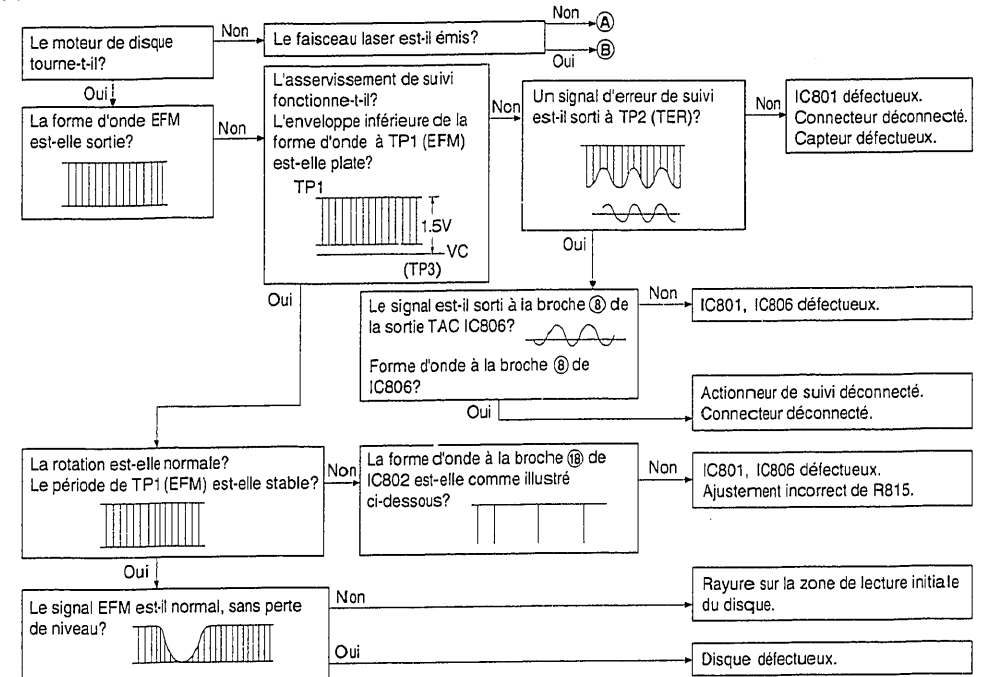 Le moteur de disque
tourne-t-il?
Non
Le faisceau laser est-il émis?
Non
A
Oui
B
Oui
La forme d'onde EFM
est-elle sortie?
Non
L'asservissement de suivi
fonctionne-t-il?
L'enveloppe inférieure de la
forme d'onde à TP1 (EFM)
est-elle plate?
TP1
1.5V
VC
(TP3)
Non
Un signal d'erreur de suivi
est-il sorti à TP2 (TER)?
Non
IC801 défectueux.
Connecteur déconnecté.
Capteur défectueux.
Oui
Le signal est-il sorti à la broche ⑧ de
la sortie TAC IC806?
Forme d'onde à la broche ⑧ de
IC806?
Non
IC801, IC806 défectueux.
Oui
Actionneur de suivi déconnecté.
Connecteur déconnecté.
Oui
La rotation est-elle normale?
Le période de TP1 (EFM) est-elle stable?
Non
La forme d'onde à la broche ⑱ de
IC802 est-elle comme illustré
ci-dessous?
Non
IC801, IC806 défectueux.
Ajustement incorrect de R815.
Oui
Le signal EFM est-il normal, sans perte
de niveau?
Non
Rayure sur la zone de lecture initiale
du disque.
Oui
Disque défectueux.